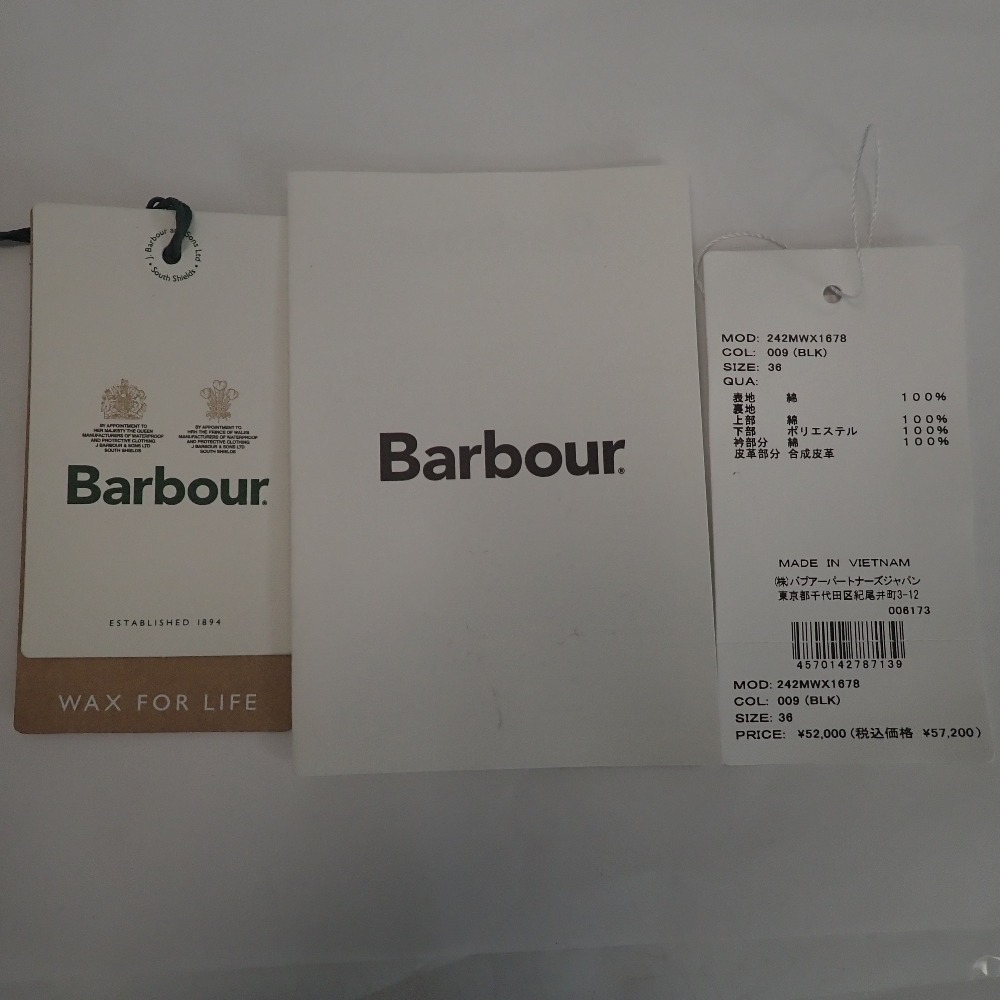 J. Barbour and Sons Ltd
• South Shields •
BY APPOINTMENT TO
HER MAJESTY THE QUEEN
MANUFACTURERS OF WATERPROOF
AND PROTECTIVE CLOTHING
J BARBOUR & SONS LTD
SOUTH SHIELDS
BY APPOINTMENT TO
HRH THE PRINCE OF WALES
MANUFACTURERS OF WATERPROOF
AND PROTECTIVE CLOTHING
J BARBOUR & SONS LTD
SOUTH SHIELDS
Barbour®
ESTABLISHED 1894
WAX FOR LIFE
Barbour®
MOD: 242MWX1678
COL: 009 (BLK)
SIZE: 36
QUA:
表地 綿 100%
裏地
上部 綿 100%
下部 ポリエステル 100%
衿部分 綿 100%
皮革部分 合成皮革
MADE IN VIETNAM
(株)バブアーパートナーズジャパン
東京都千代田区紀尾井町3-12
006173
4570142787139
MOD: 242MWX1678
COL: 009 (BLK)
SIZE: 36
PRICE: ¥52,000 (税込価格 ¥57,200)